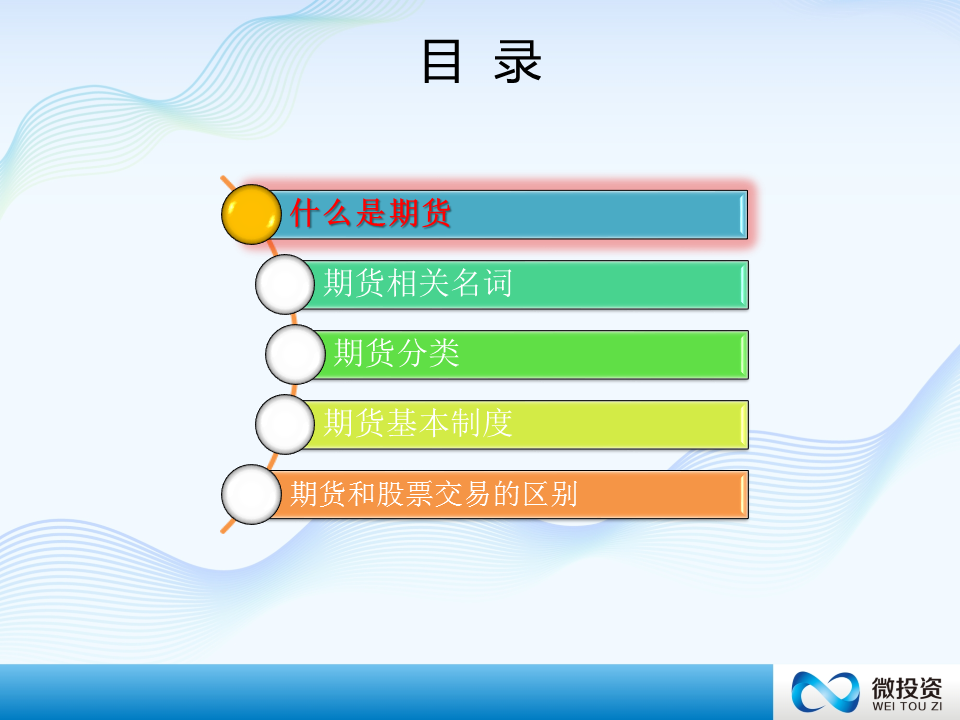 目 录
什么是期货
期货相关名词
期货分类
期货基本制度
期货和股票交易的区别
微投资
WEI TOU ZI